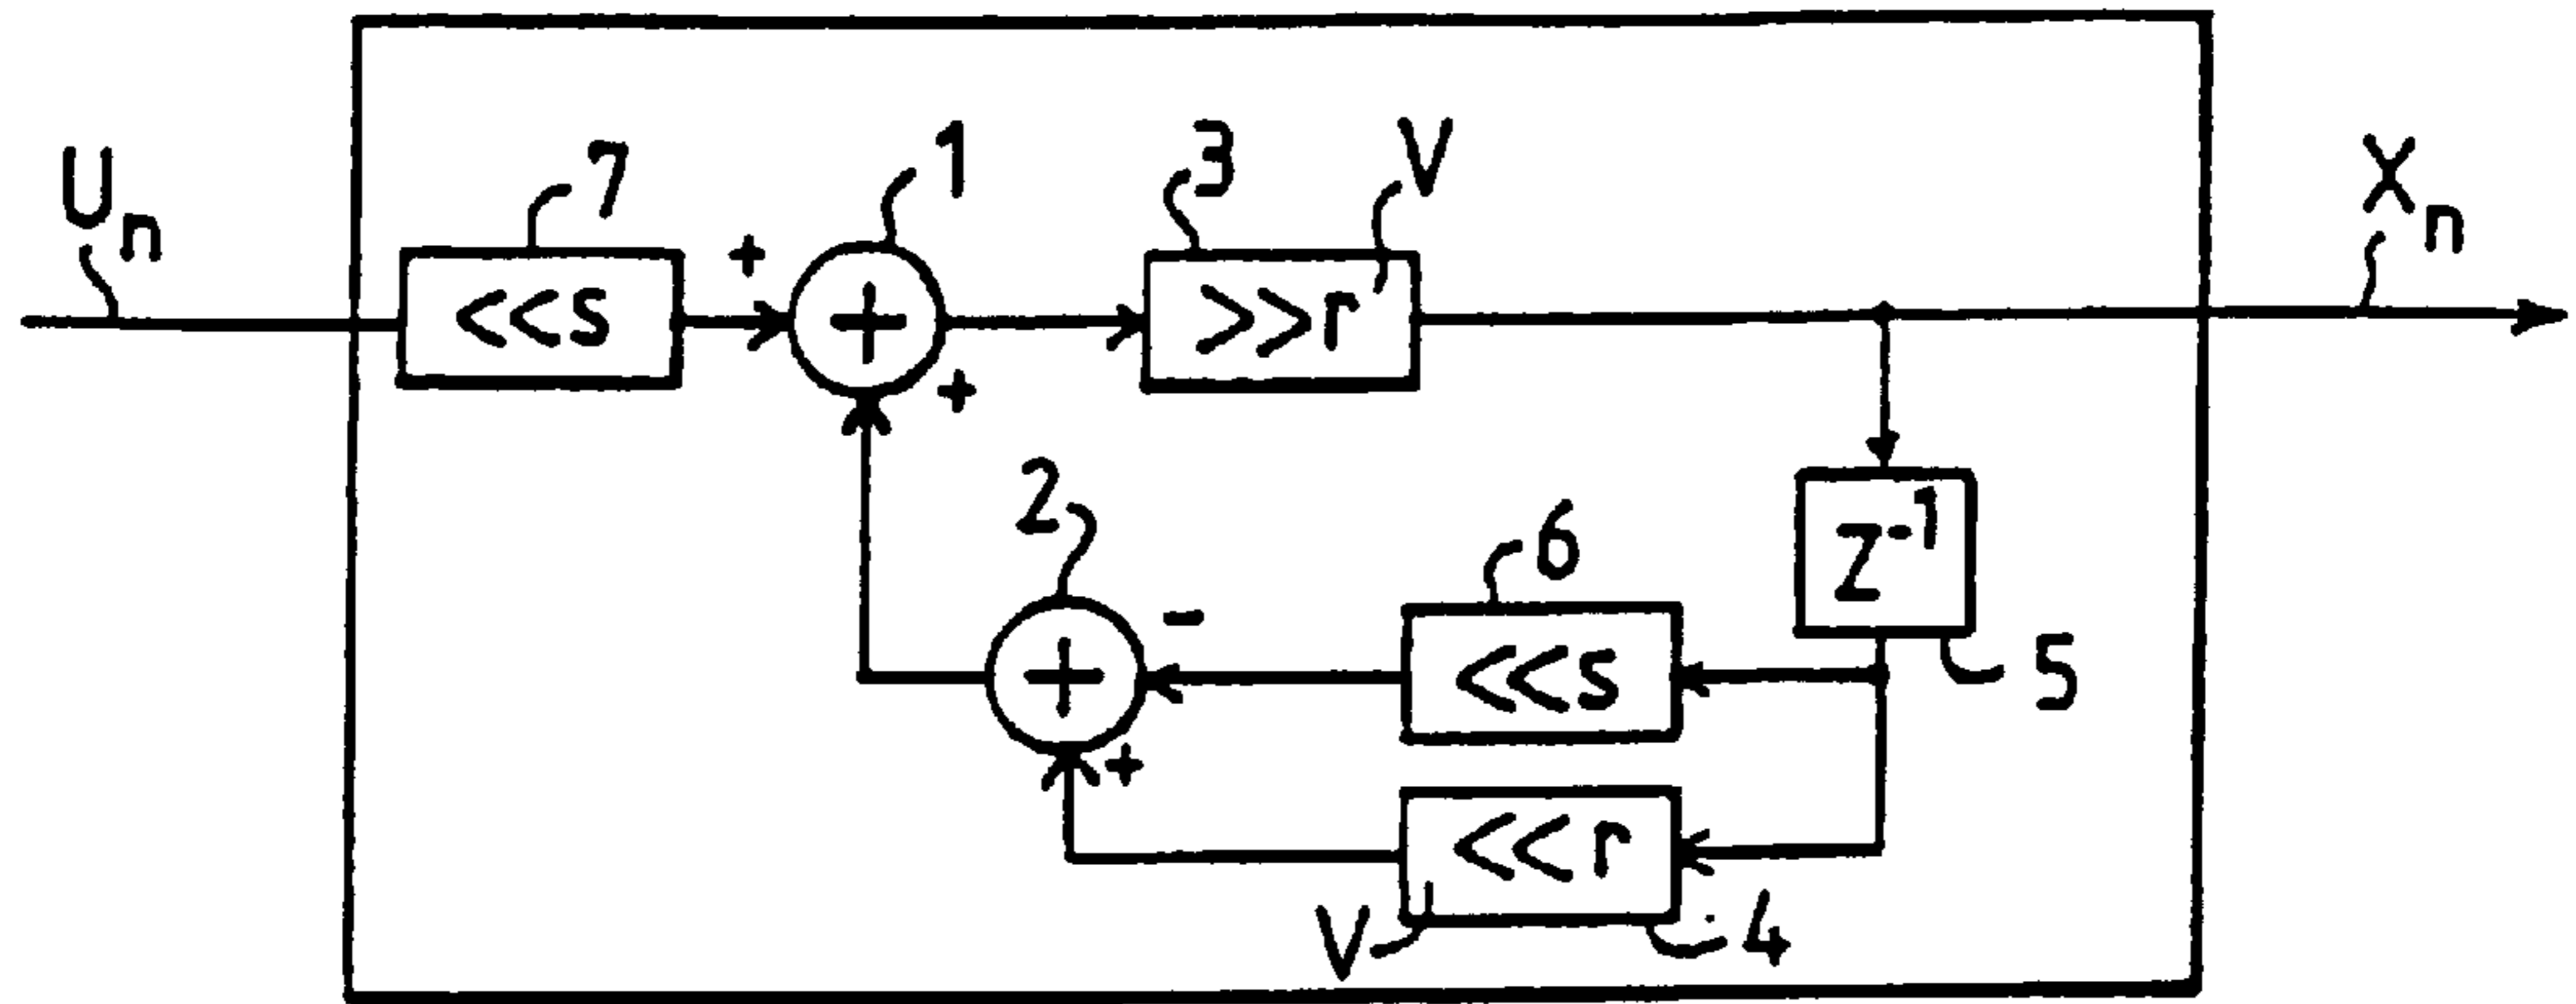 Uₙ
7
<<s
+
1
+
+
3
V
>>r
Xₙ
2
+
-
+
6
<<s
Z⁻¹
5
<<r
V
4